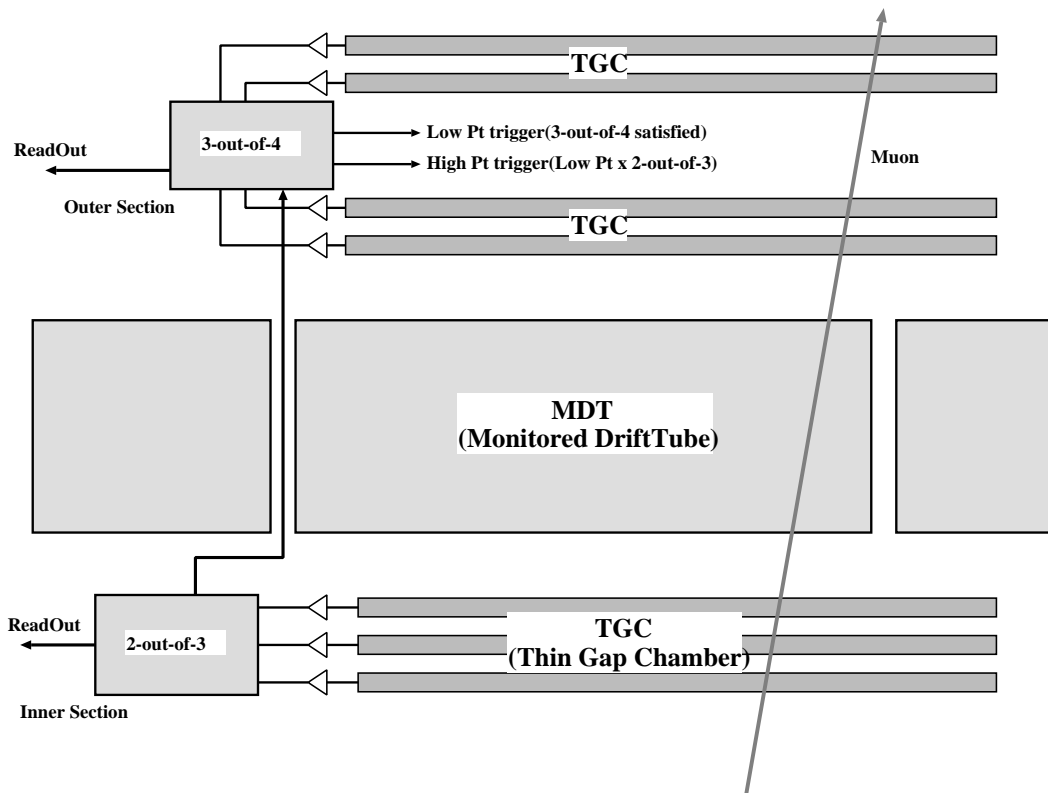 TGC
3-out-of-4
Low Pt trigger(3-out-of-4 satisfied)
ReadOut
High Pt trigger(Low Pt x 2-out-of-3)
Muon
Outer Section
TGC
MDT
(Monitored DriftTube)
ReadOut
2-out-of-3
TGC
(Thin Gap Chamber)
Inner Section